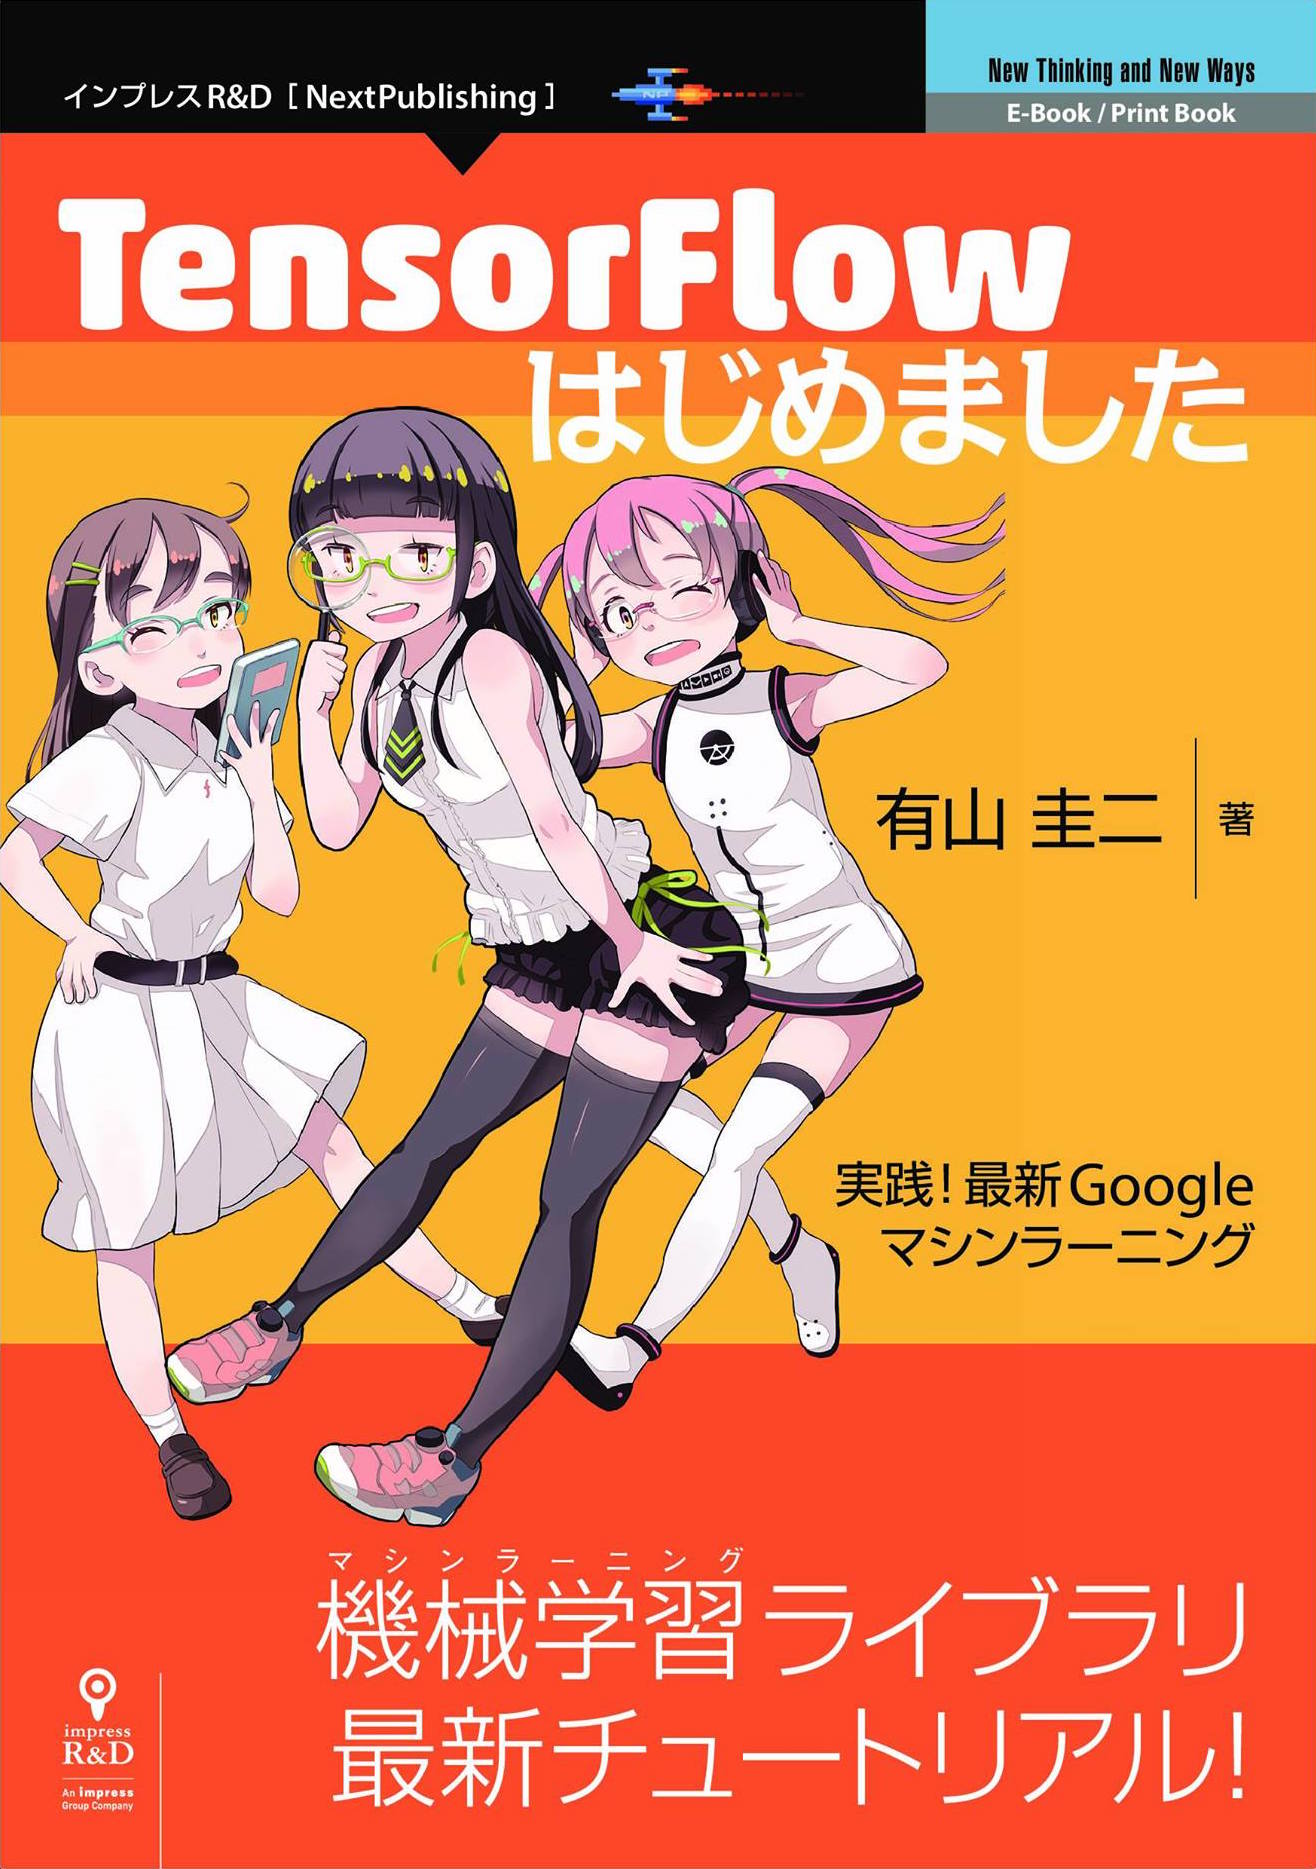 インプレスR&D［NextPublishing］
NP
New Thinking and New Ways
E-Book / Print Book
TensorFlow
はじめました
有山 圭二
著
実践！最新Google
マシンラーニング
マシンラーニング
機械学習ライブラリ
最新チュートリアル！
impress
R&D
An impress
Group Company